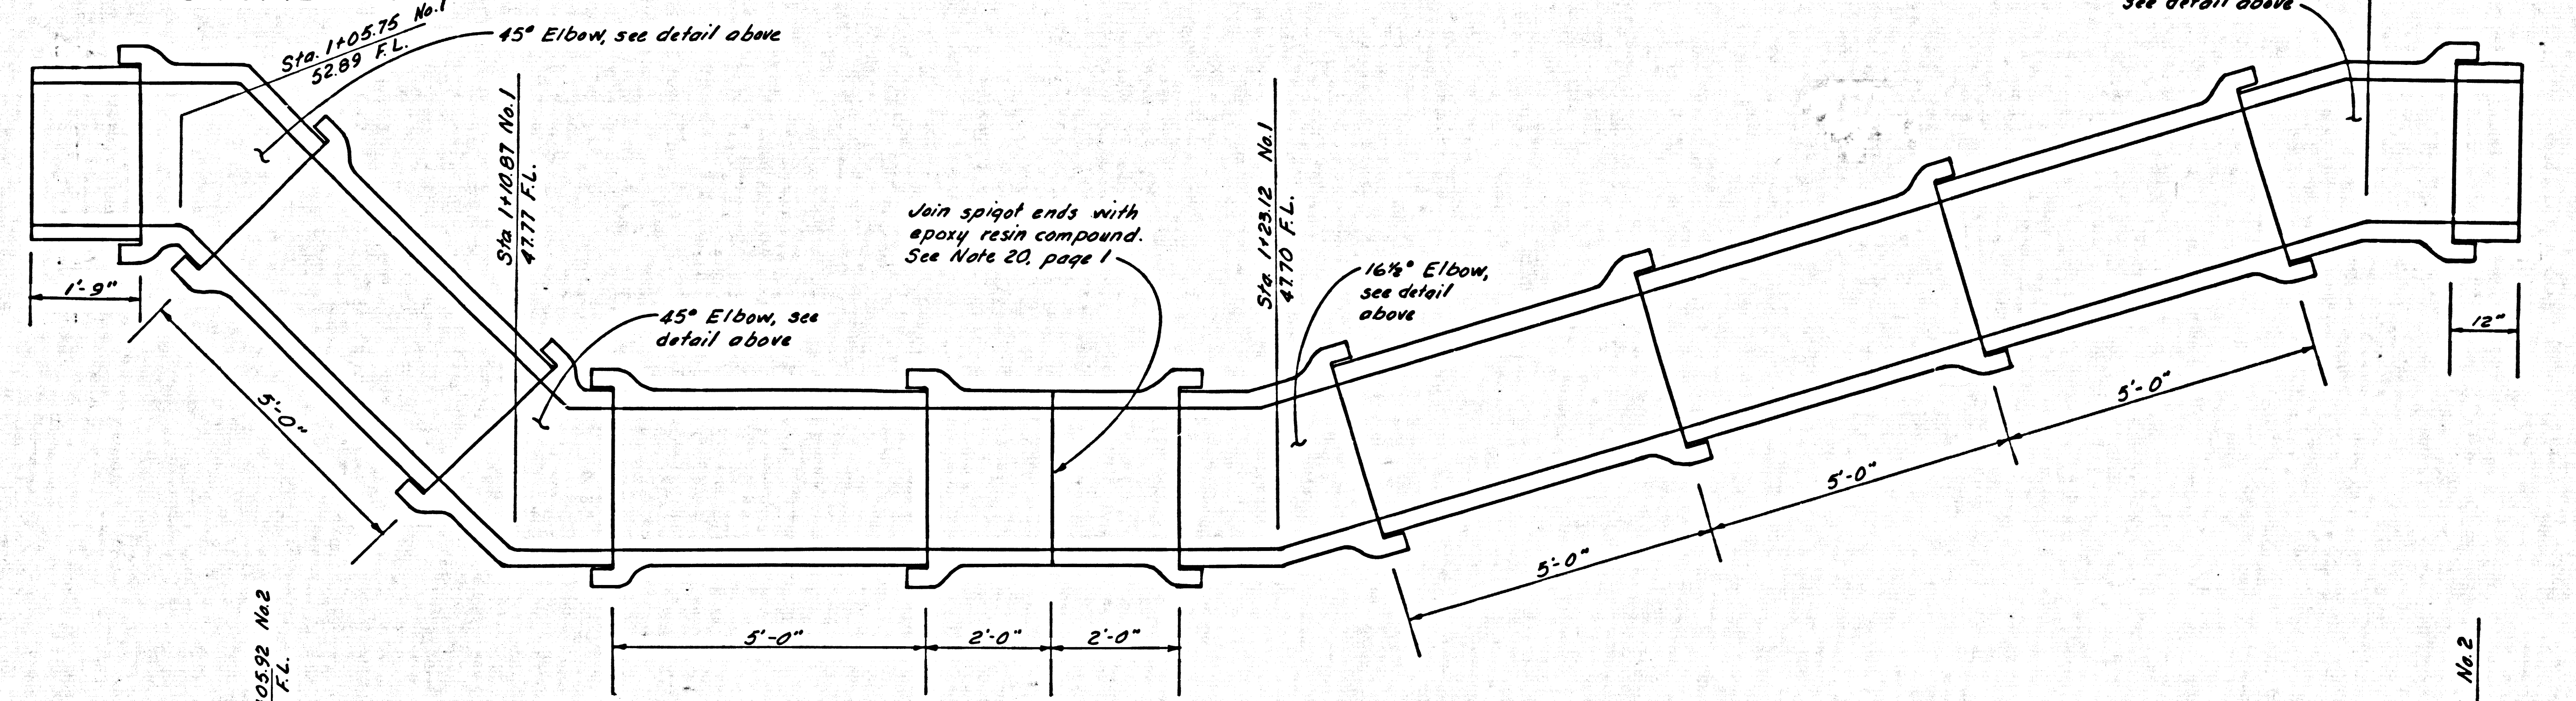 Sta. 1+05.75 No.1
52.89 F.L.
45° Elbow, see detail above
see detail above
Sta 1+10.87 No.1
47.77 F.L.
Sta. 1+23.12 No.1
47.70 F.L.
Join spigot ends with
epoxy resin compound.
See Note 20, page 1
16½° Elbow,
see detail
above
45° Elbow, see
detail above
1'-9"
12"
5'-0"
5'-0"
5'-0"
5'-0"
5'-0"
2'-0"
2'-0"
05.92 No.2
F.L.
No.2